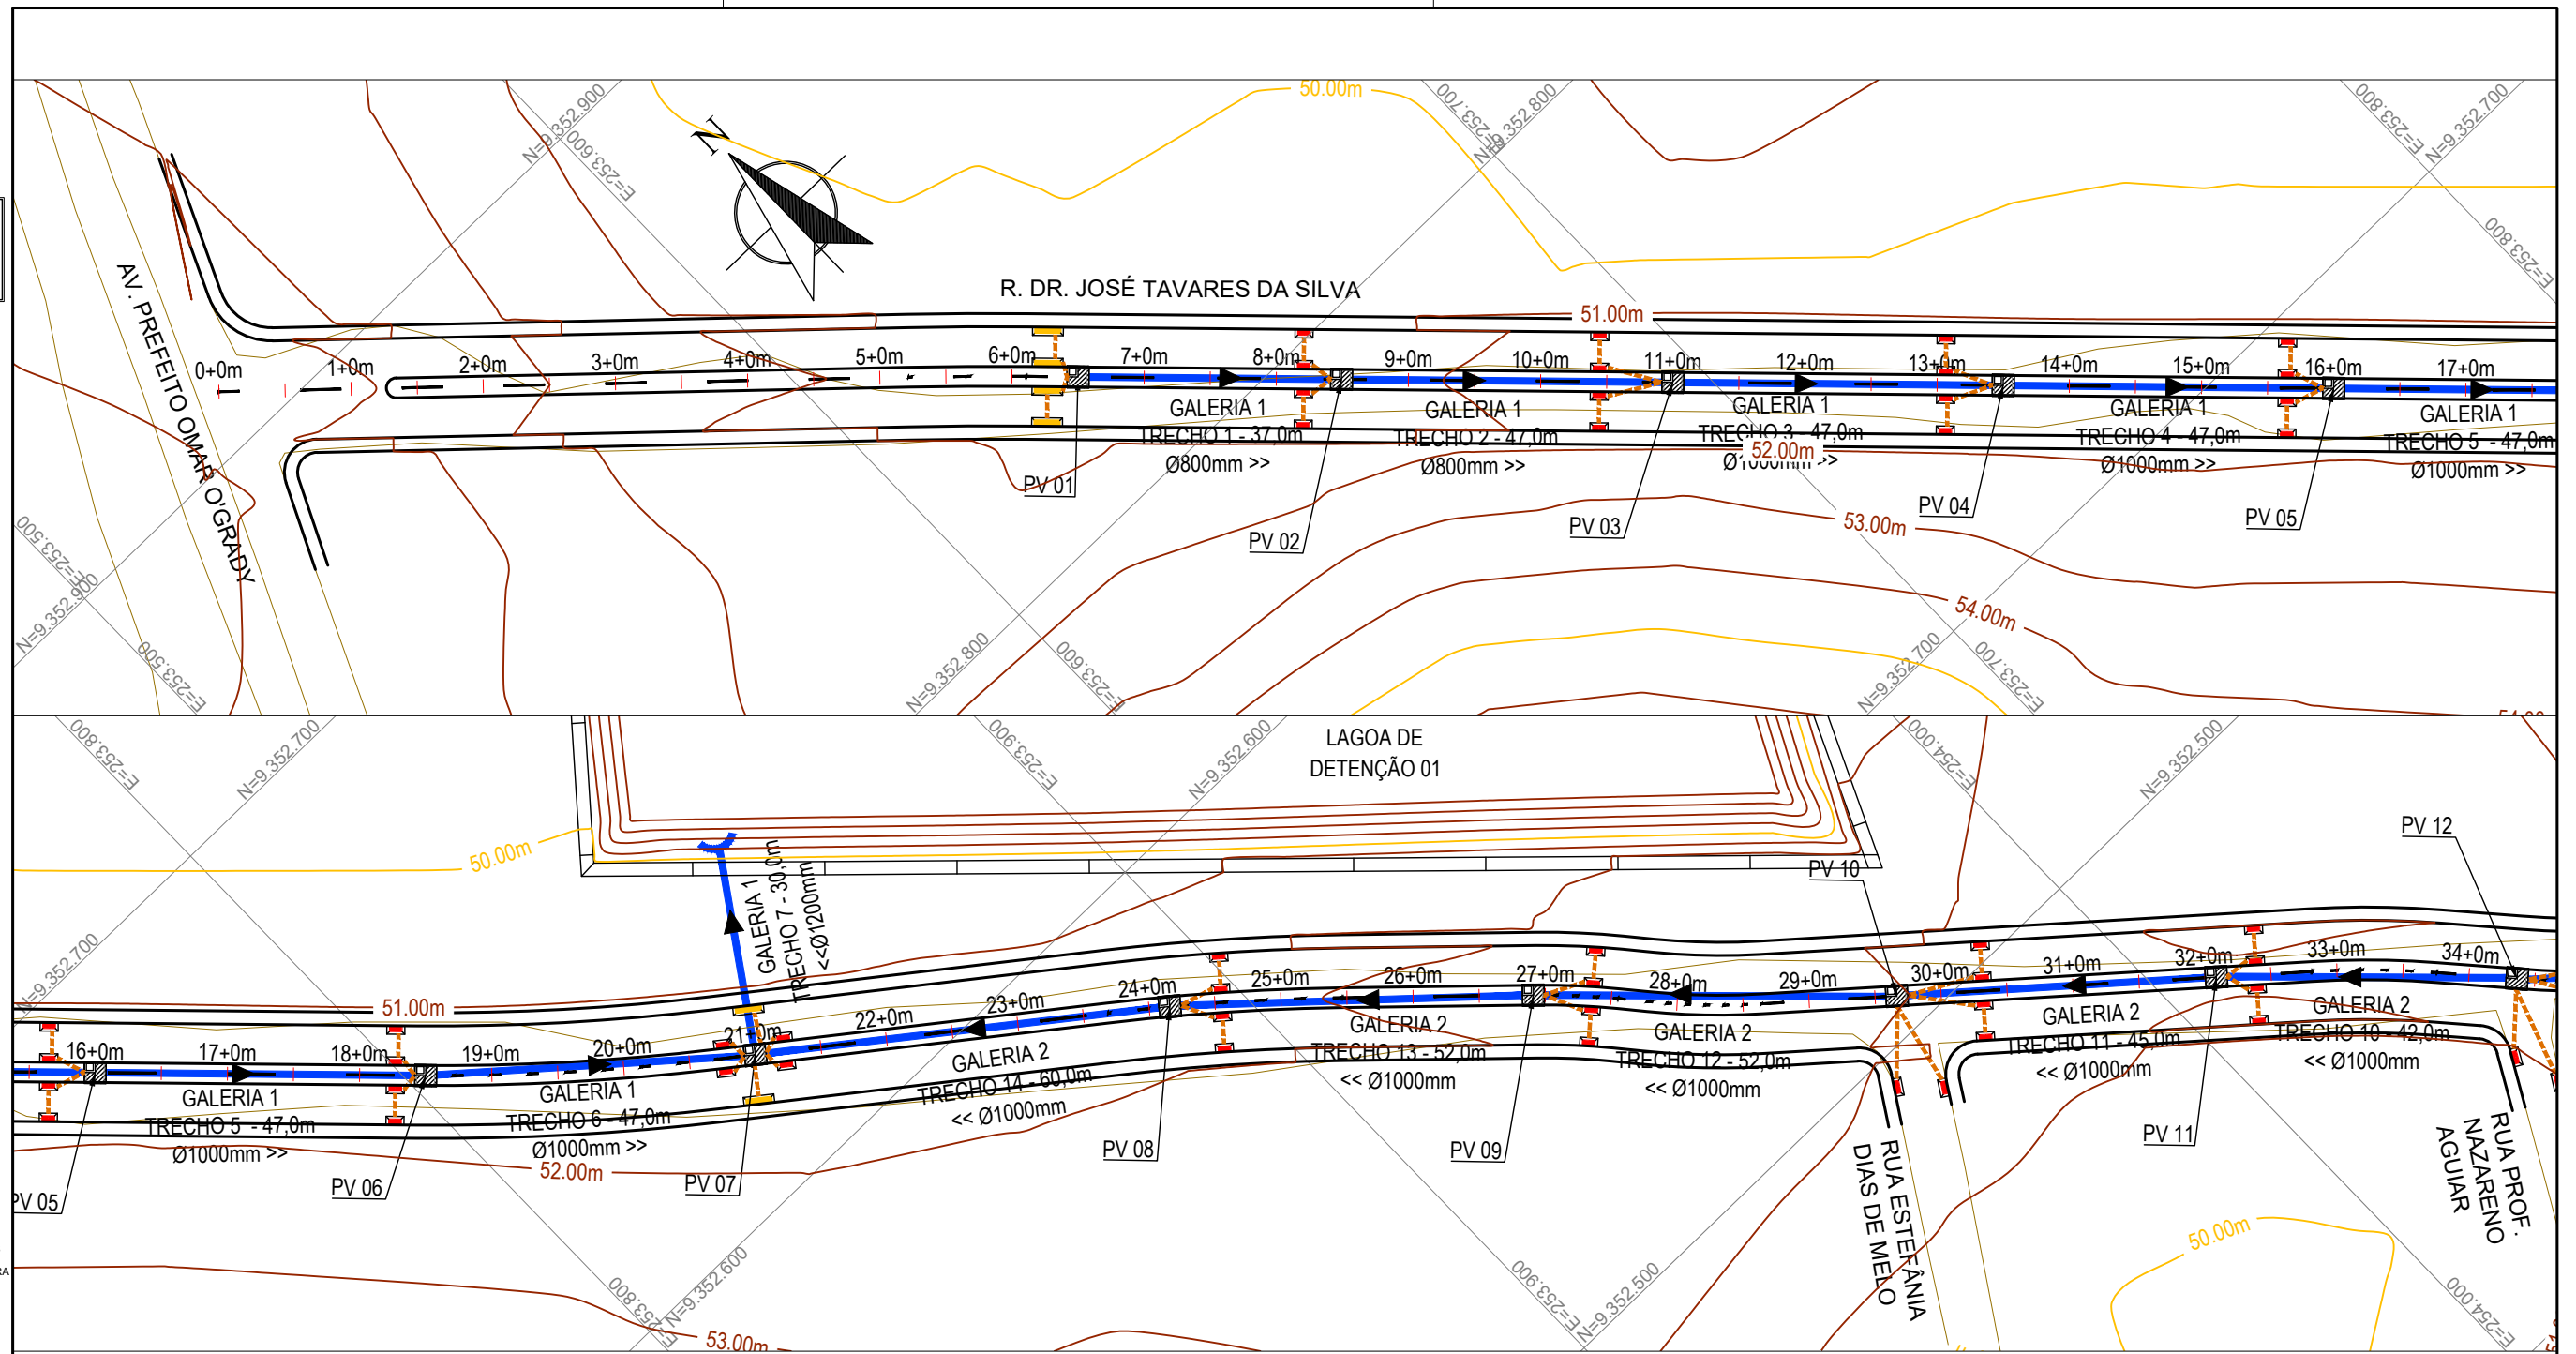 50.00m
N=9.352.900
E=253.600
E=253.700
N=9.352.800
E=253.800
N=9.352.700
E=253.800
N
R. DR. JOSÉ TAVARES DA SILVA
51.00m
AV. PREFEITO OMAR O'GRADY
0+0m
1+0m
2+0m
3+0m
4+0m
5+0m
6+0m
7+0m
8+0m
9+0m
10+0m
11+0m
12+0m
13+0m
14+0m
15+0m
16+0m
17+0m
GALERIA 1
TRECHO 1 - 37,0m
Ø800mm >>
GALERIA 1
TRECHO 2 - 47,0m
Ø800mm >>
GALERIA 1
TRECHO 3 - 47,0m
Ø1000mm >>
52.00m
GALERIA 1
TRECHO 4 - 47,0m
Ø1000mm >>
GALERIA 1
TRECHO 5 - 47,0m
Ø1000mm >>
PV 01
PV 02
PV 03
PV 04
PV 05
53.00m
54.00m
E=253.500
N=9.352.900
E=253.500
N=9.352.800
E=253.600
N=9.352.700
E=253.700
E=253.800
N=9.352.700
E=253.900
N=9.352.600
E=254.000
N=9.352.500
LAGOA DE
DETENÇÃO 01
50.00m
GALERIA 1
TRECHO 7 - 30,0m
<<Ø1200mm
PV 10
PV 12
N=9.352.700
51.00m
16+0m
17+0m
18+0m
19+0m
20+0m
21+0m
22+0m
23+0m
24+0m
25+0m
26+0m
27+0m
28+0m
29+0m
30+0m
31+0m
32+0m
33+0m
34+0m
GALERIA 1
TRECHO 5 - 47,0m
Ø1000mm >>
GALERIA 1
TRECHO 6 - 47,0m
Ø1000mm >>
GALERIA 2
TRECHO 14 - 60,0m
<< Ø1000mm
GALERIA 2
TRECHO 13 - 52,0m
<< Ø1000mm
GALERIA 2
TRECHO 12 - 52,0m
<< Ø1000mm
GALERIA 2
TRECHO 11 - 45,0m
<< Ø1000mm
GALERIA 2
TRECHO 10 - 42,0m
<< Ø1000mm
52.00m
PV 05
PV 06
PV 07
PV 08
PV 09
PV 11
RUA ESTEFÂNIA
DIAS DE MELO
RUA PROF.
NAZARENO
AGUIAR
50.00m
E=253.800
N=9.352.600
E=253.900
N=9.352.500
E=254.000
53.00m